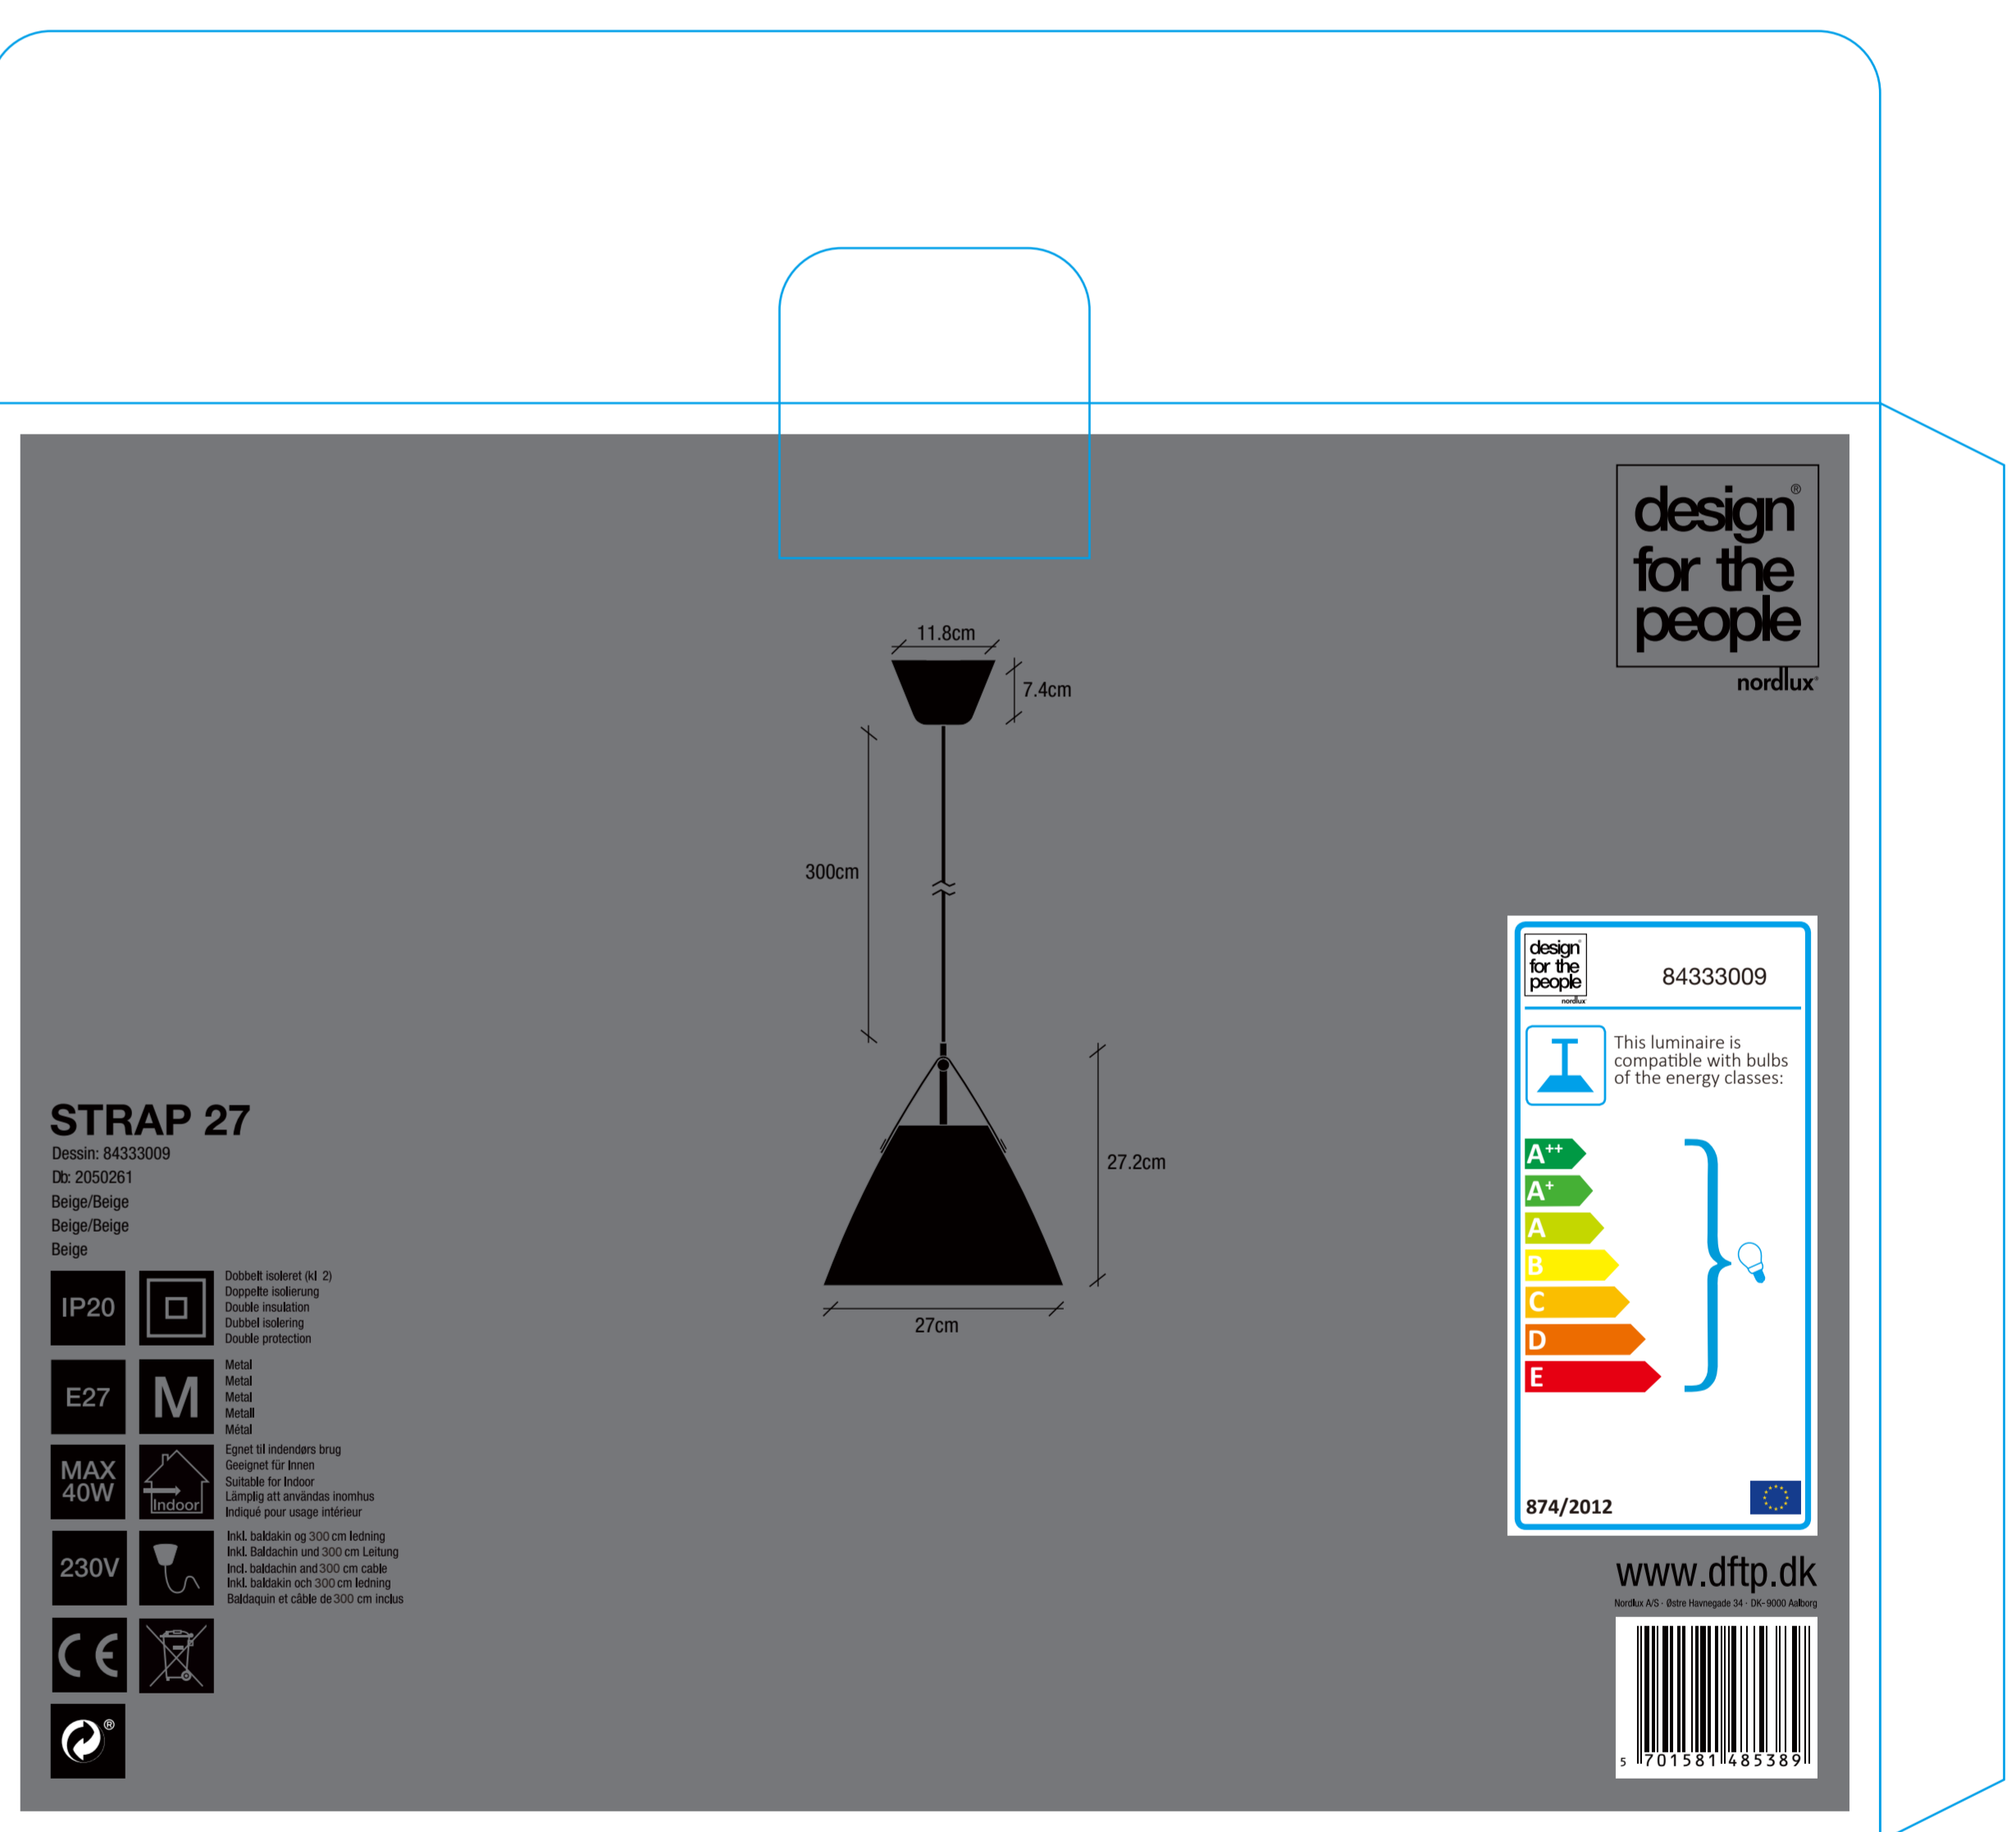 design®
for the
people
nordlux®
11.8cm
7.4cm
300cm
27.2cm
27cm
STRAP 27
Dessin: 84333009
Db: 2050261
Beige/Beige
Beige/Beige
Beige
IP20
Dobbelt isoleret (kl 2)
Doppelte isolierung
Double insulation
Dubbel isolering
Double protection
E27
M
Metal
Metal
Metal
Metall
Métal
MAX
40W
Indoor
Egnet til indendørs brug
Geeignet für Innen
Suitable for Indoor
Lämplig att användas inomhus
Indiqué pour usage intérieur
230V
Inkl. baldakin og 300 cm ledning
Inkl. Baldachin und 300 cm Leitung
Incl. baldachin and 300 cm cable
Inkl. baldakin och 300 cm ledning
Baldaquin et câble de 300 cm inclus
CE
®
design
for the
people
nordlux
84333009
This luminaire is
compatible with bulbs
of the energy classes:
A++
A+
A
B
C
D
E
874/2012
www.dftp.dk
Nordlux A/S · Østre Havnegade 34 · DK-9000 Aalborg
5 701581 485389